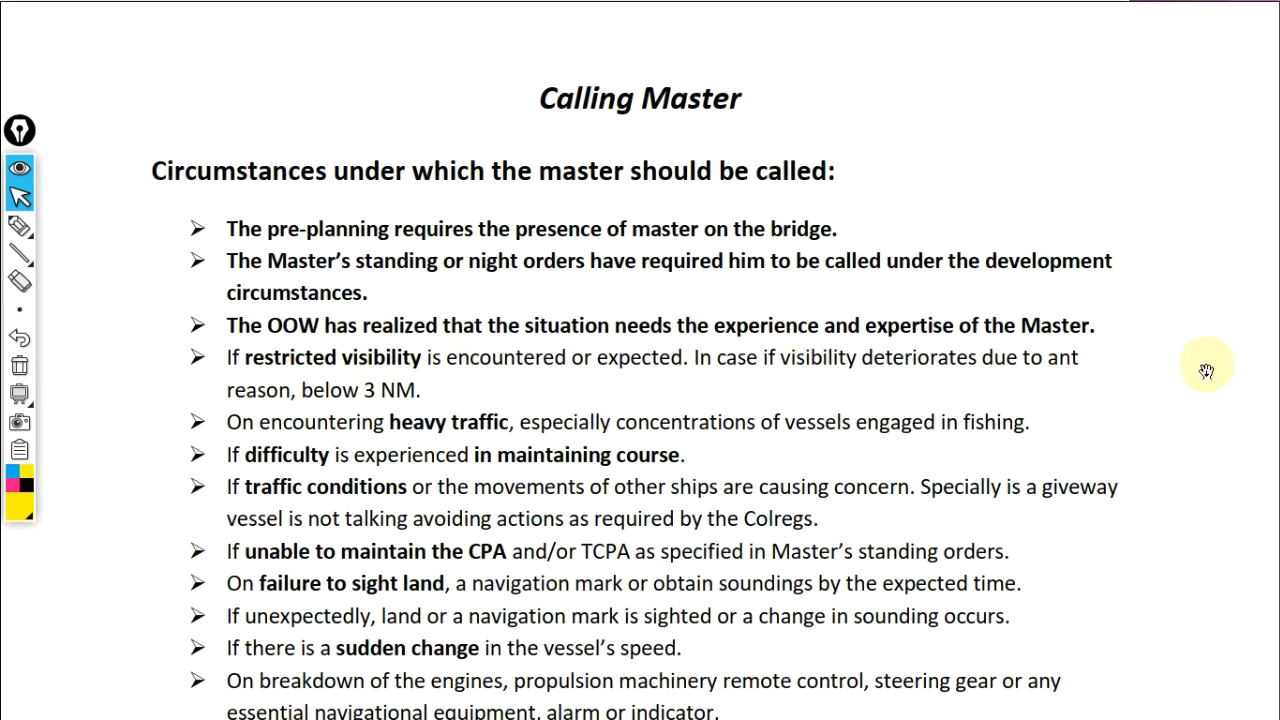 Calling Master
Circumstances under which the master should be called:
➢ The pre-planning requires the presence of master on the bridge.
➢ The Master’s standing or night orders have required him to be called under the development
circumstances.
➢ The OOW has realized that the situation needs the experience and expertise of the Master.
➢ If restricted visibility is encountered or expected. In case if visibility deteriorates due to ant
reason, below 3 NM.
➢ On encountering heavy traffic, especially concentrations of vessels engaged in fishing.
➢ If difficulty is experienced in maintaining course.
➢ If traffic conditions or the movements of other ships are causing concern. Specially is a giveway
vessel is not talking avoiding actions as required by the Colregs.
➢ If unable to maintain the CPA and/or TCPA as specified in Master’s standing orders.
➢ On failure to sight land, a navigation mark or obtain soundings by the expected time.
➢ If unexpectedly, land or a navigation mark is sighted or a change in sounding occurs.
➢ If there is a sudden change in the vessel’s speed.
➢ On breakdown of the engines, propulsion machinery remote control, steering gear or any
essential navigational equipment, alarm or indicator.